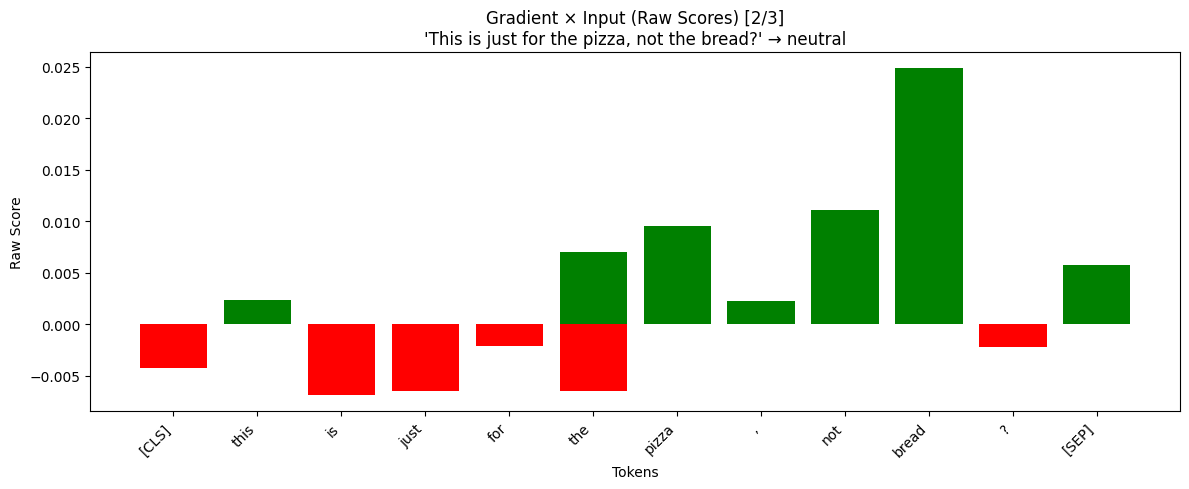 Gradient × Input (Raw Scores) [2/3]
'This is just for the pizza, not the bread?' → neutral
Raw Score
0.025
0.020
0.015
0.010
0.005
0.000
−0.005
[CLS]
this
is
just
for
the
pizza
,
not
bread
?
[SEP]
Tokens